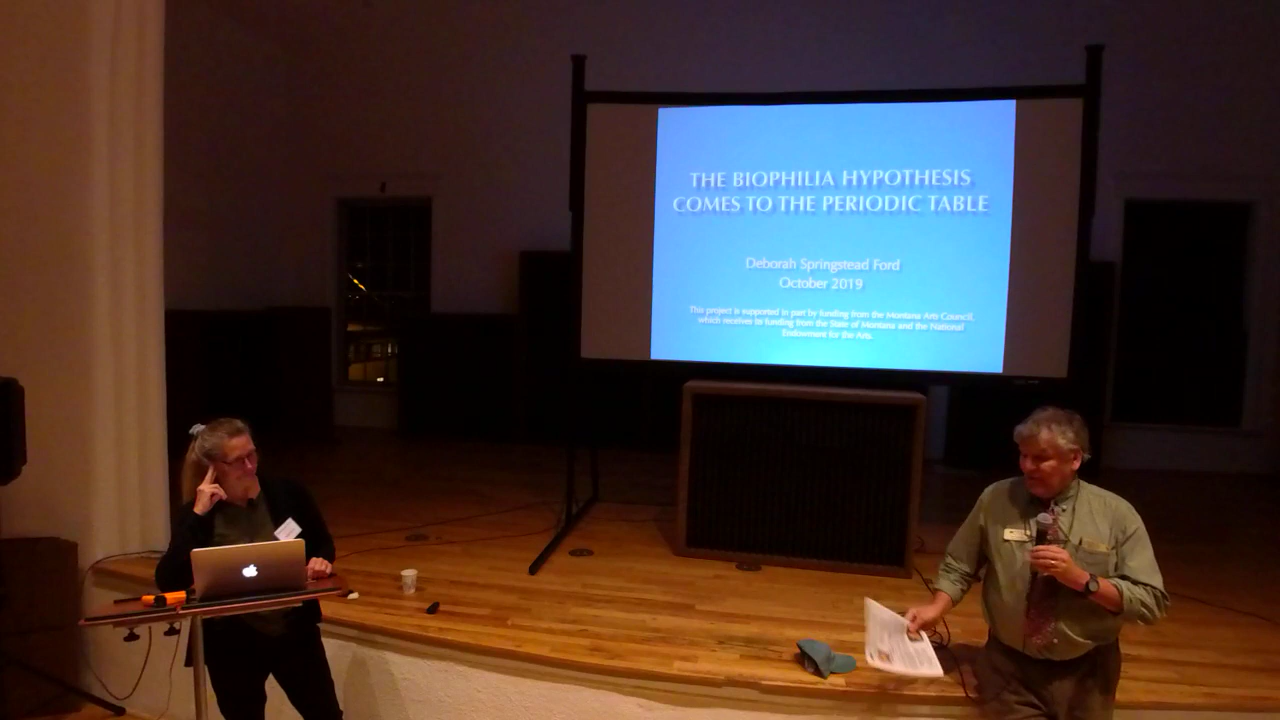 THE BIOPHILIA HYPOTHESIS
COMES TO THE PERIODIC TABLE
Deborah Springstead Ford
October 2019
This project is supported in part by funding from the Montana Arts Council,
which receives its funding from the State of Montana and the National
Endowment for the Arts.